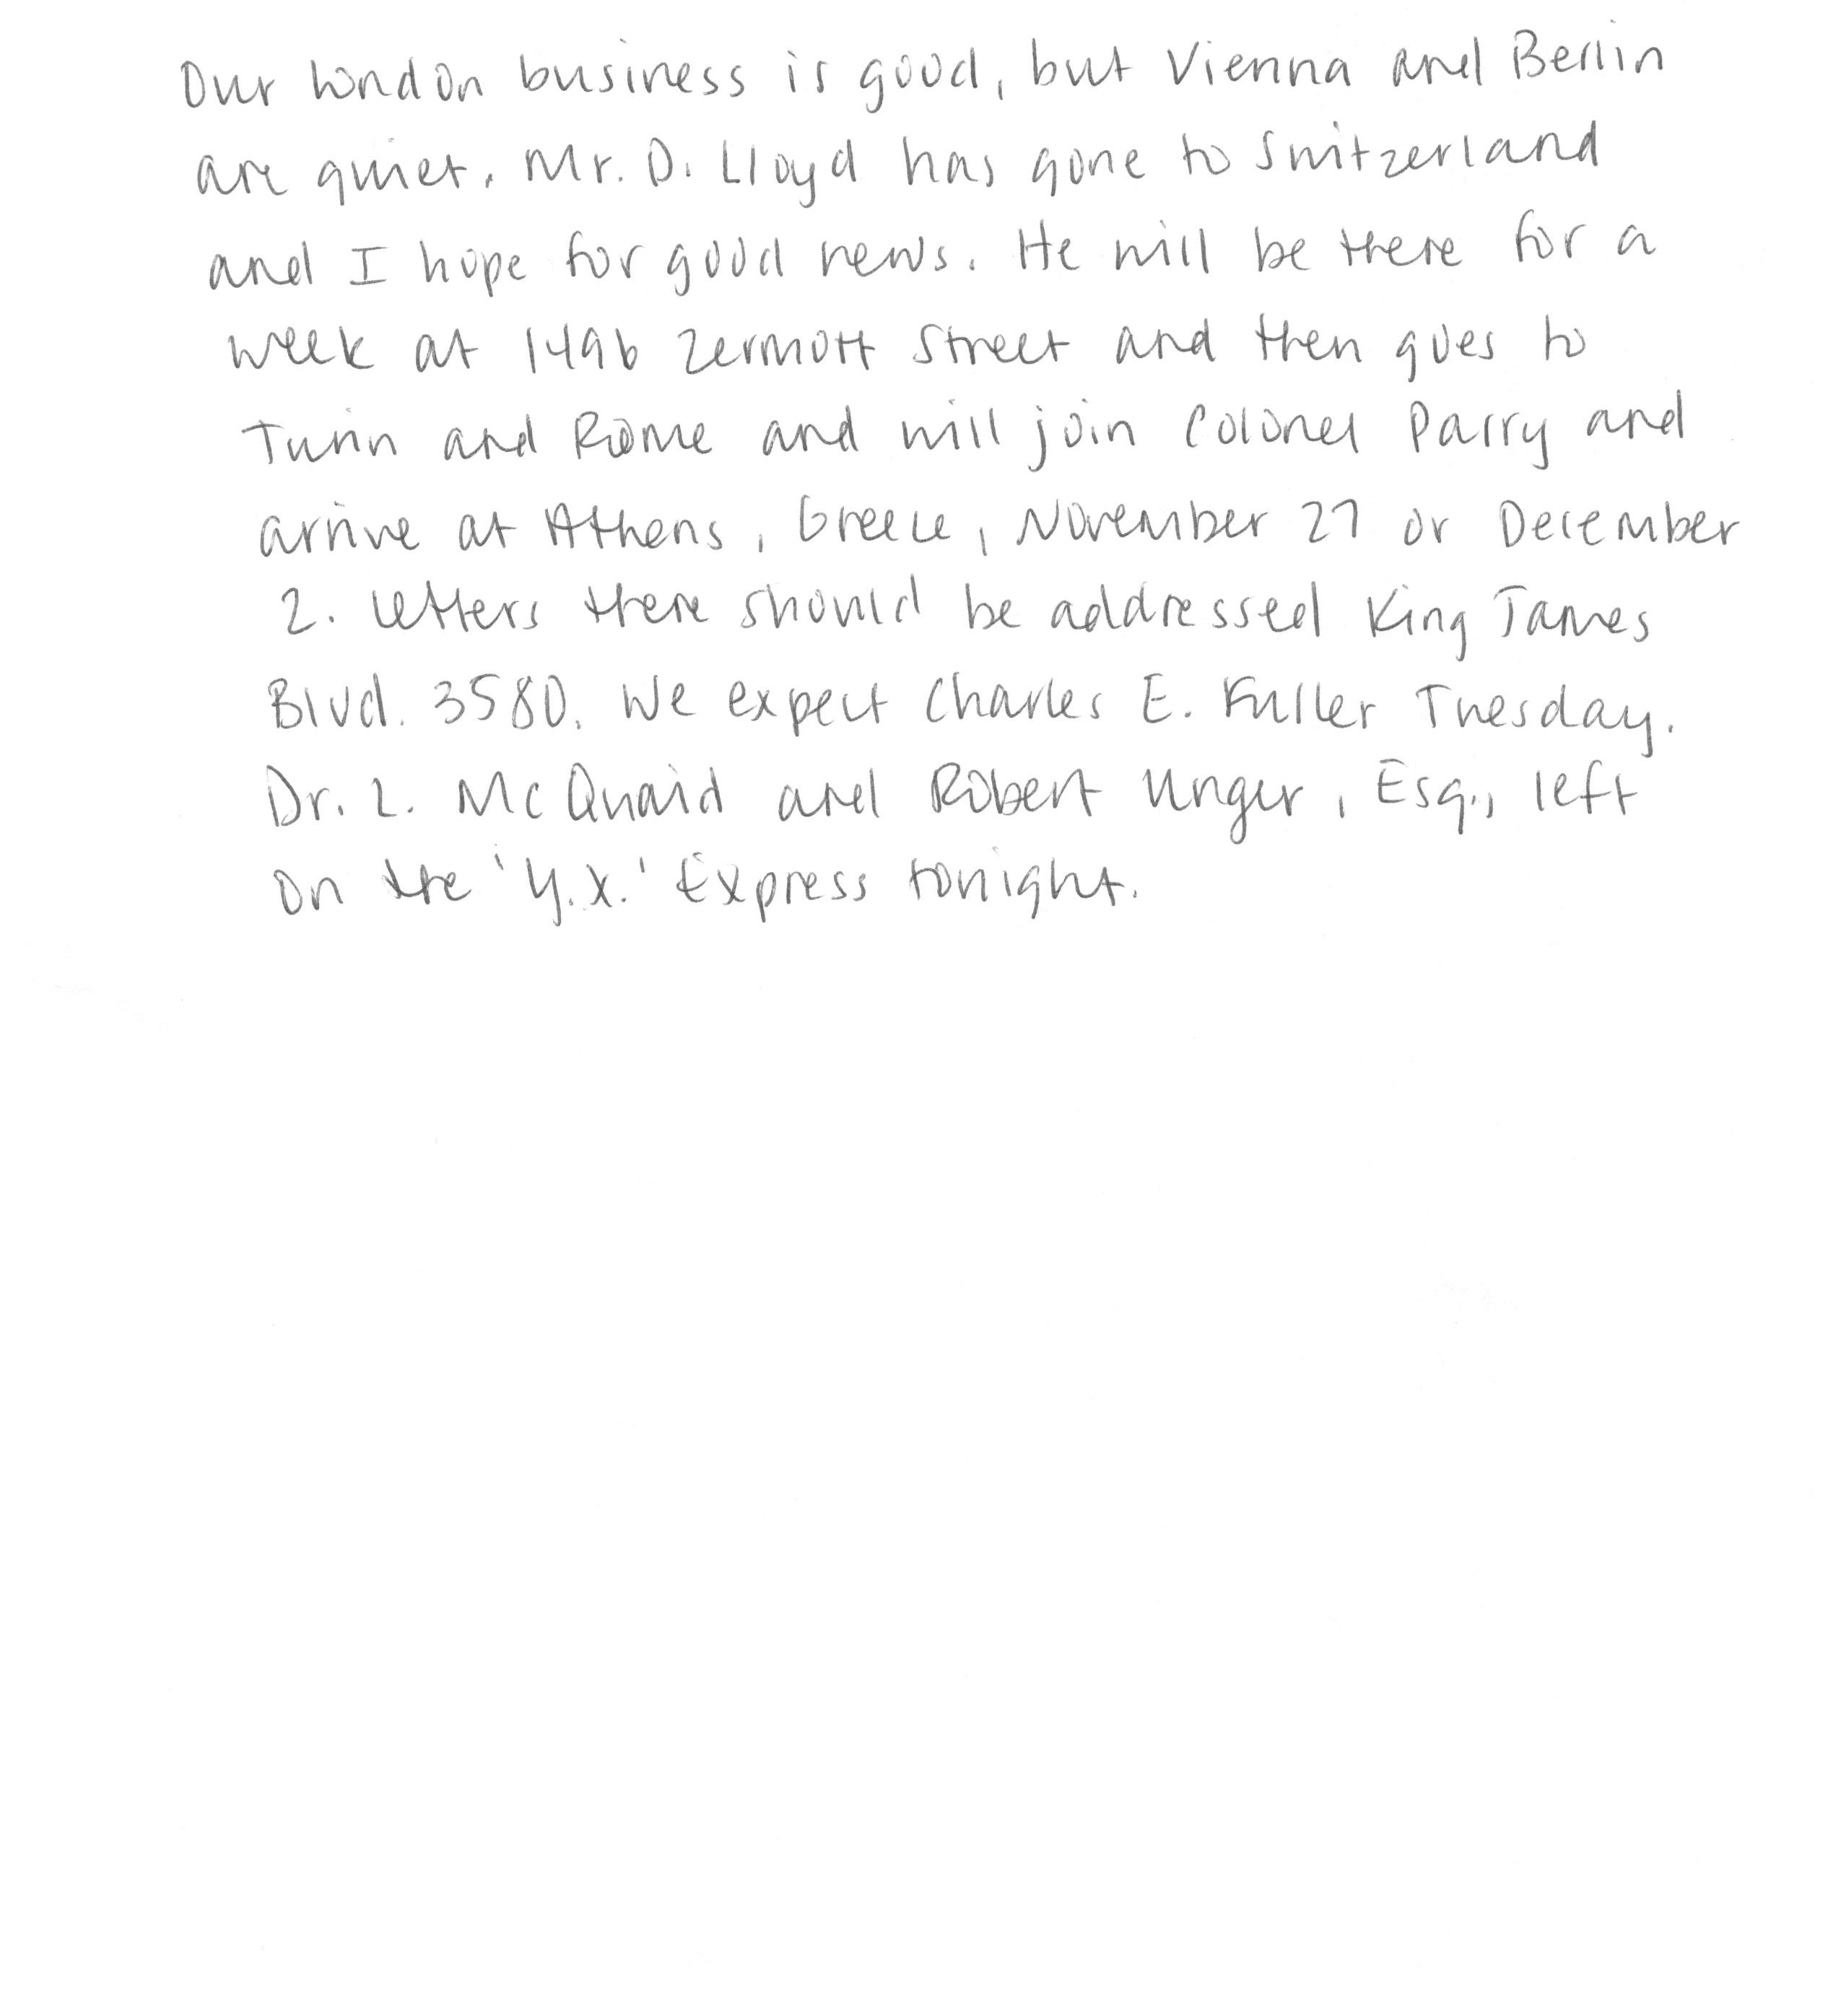 Our London business is good, but Vienna and Berlin
are quiet. Mr. D. Lloyd has gone to Switzerland
and I hope for good news. He will be there for a
week at 1496 Zermott Street and then goes to
Turin and Rome and will join Colonel Parry and
arrive at Athens, Greece, November 27 or December
2. Letters there should be addressed King James
Blvd. 3580. We expect Charles E. Fuller Tuesday.
Dr. L. McQuaid and Robert Unger, Esq., left
on the 'Y.X.' Express tonight.